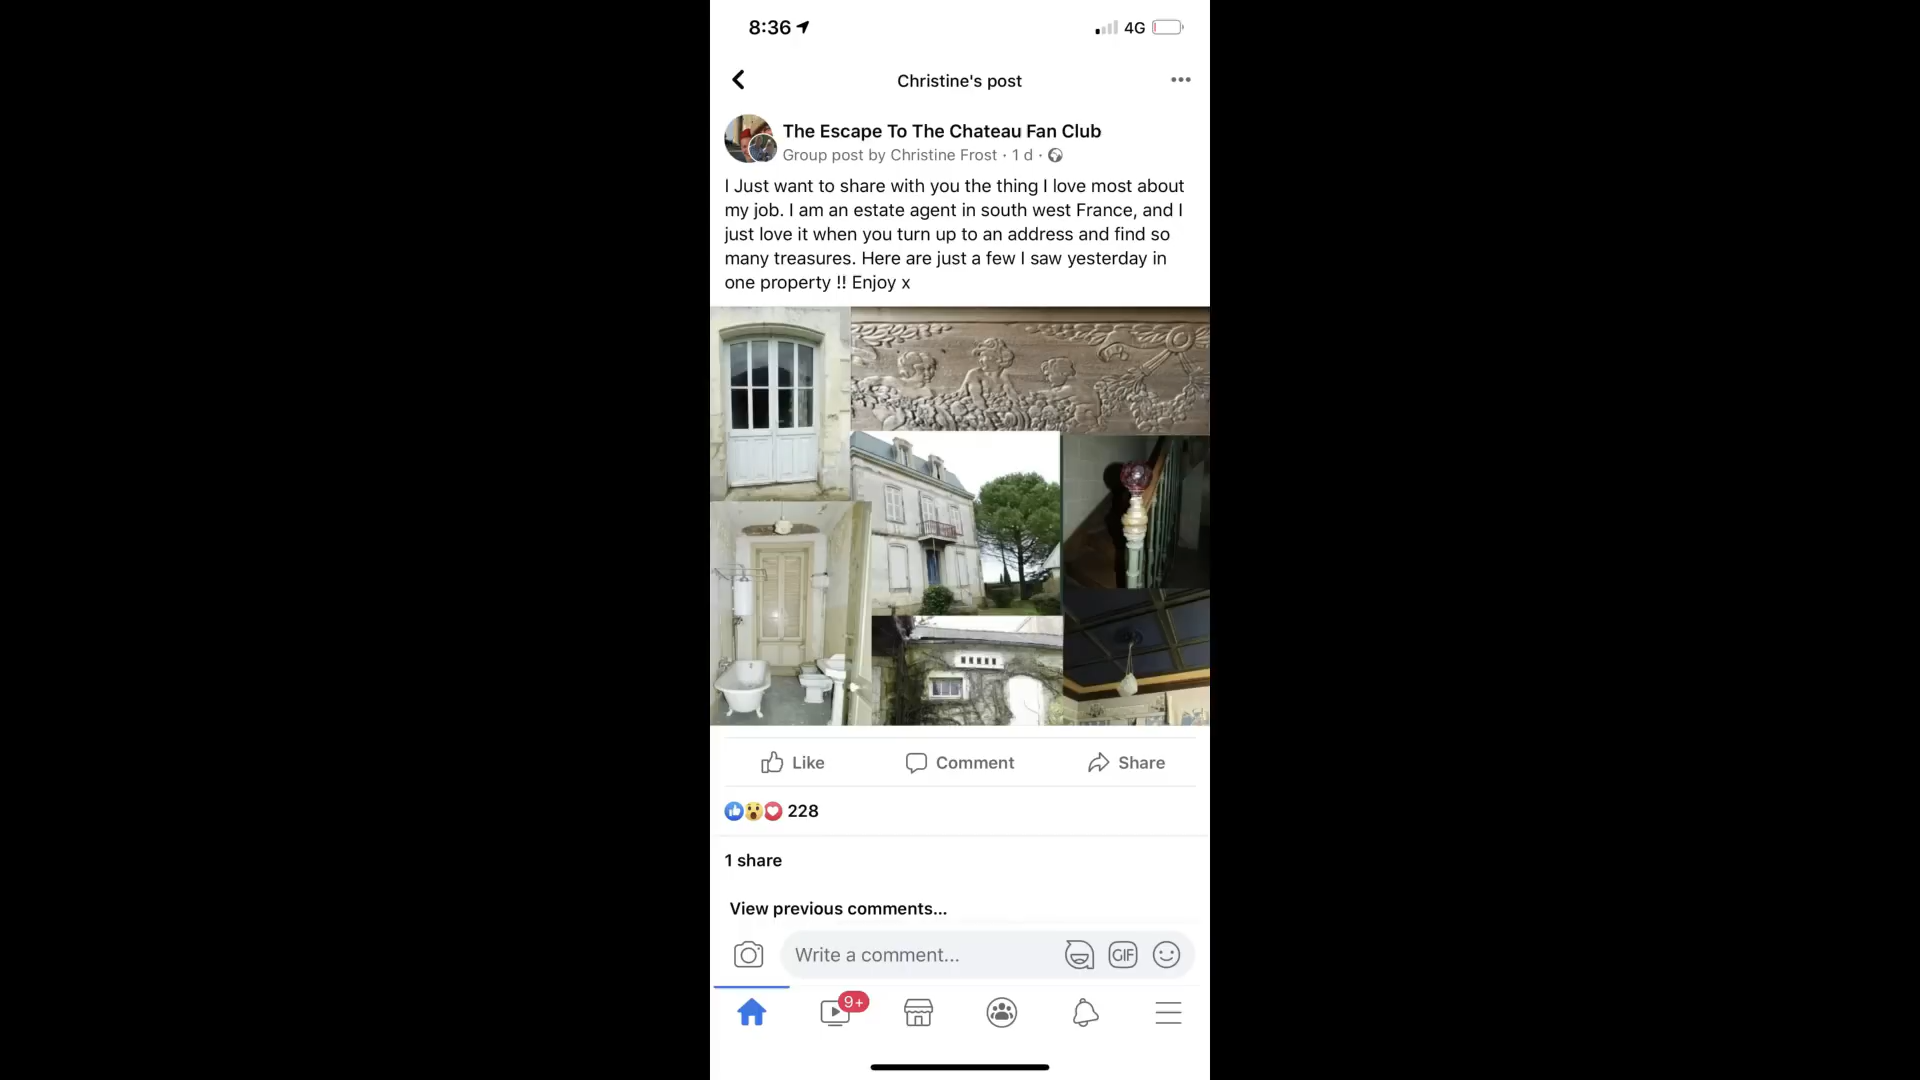 8:36
4G
Christine's post
The Escape To The Chateau Fan Club
Group post by Christine Frost · 1 d ·
I Just want to share with you the thing I love most about
my job. I am an estate agent in south west France, and I
just love it when you turn up to an address and find so
many treasures. Here are just a few I saw yesterday in
one property !! Enjoy x
Like
Comment
Share
228
1 share
View previous comments...
Write a comment...
GIF
9+